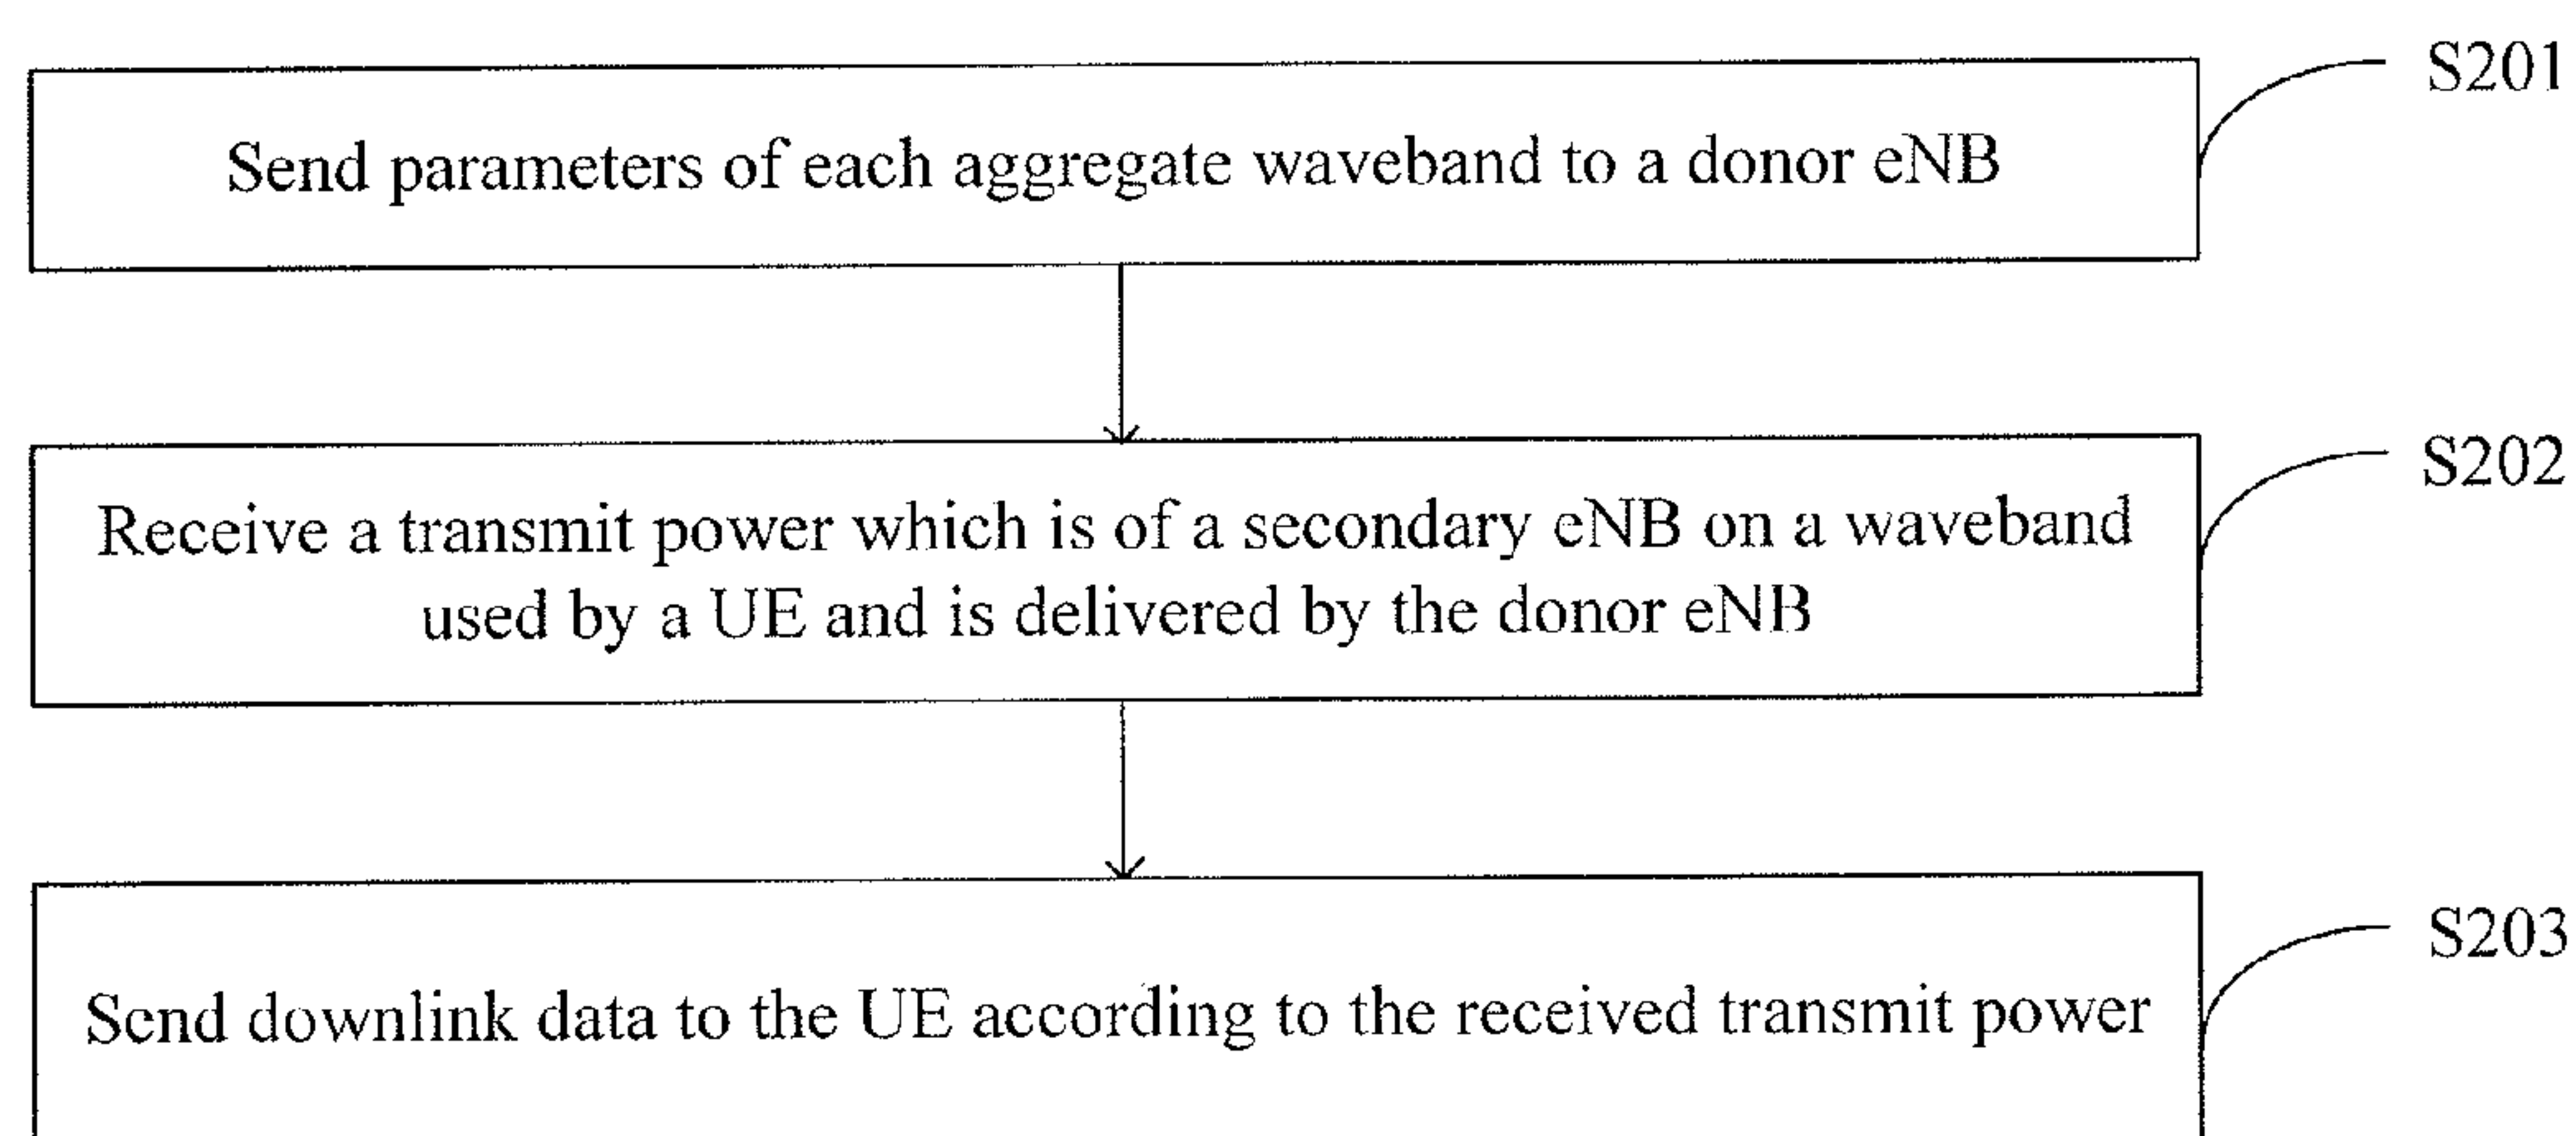 S201
Send parameters of each aggregate waveband to a donor eNB
S202
Receive a transmit power which is of a secondary eNB on a waveband
used by a UE and is delivered by the donor eNB
S203
Send downlink data to the UE according to the received transmit power